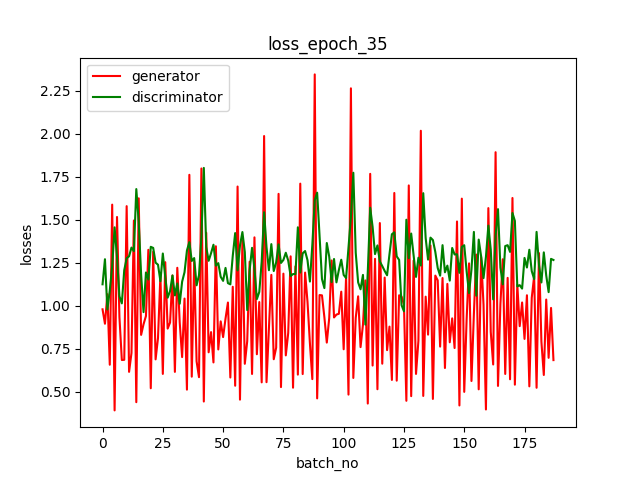 loss_epoch_35
generator
discriminator
2.25
2.00
1.75
1.50
1.25
1.00
0.75
0.50
losses
0 25 50 75 100 125 150 175
batch_no